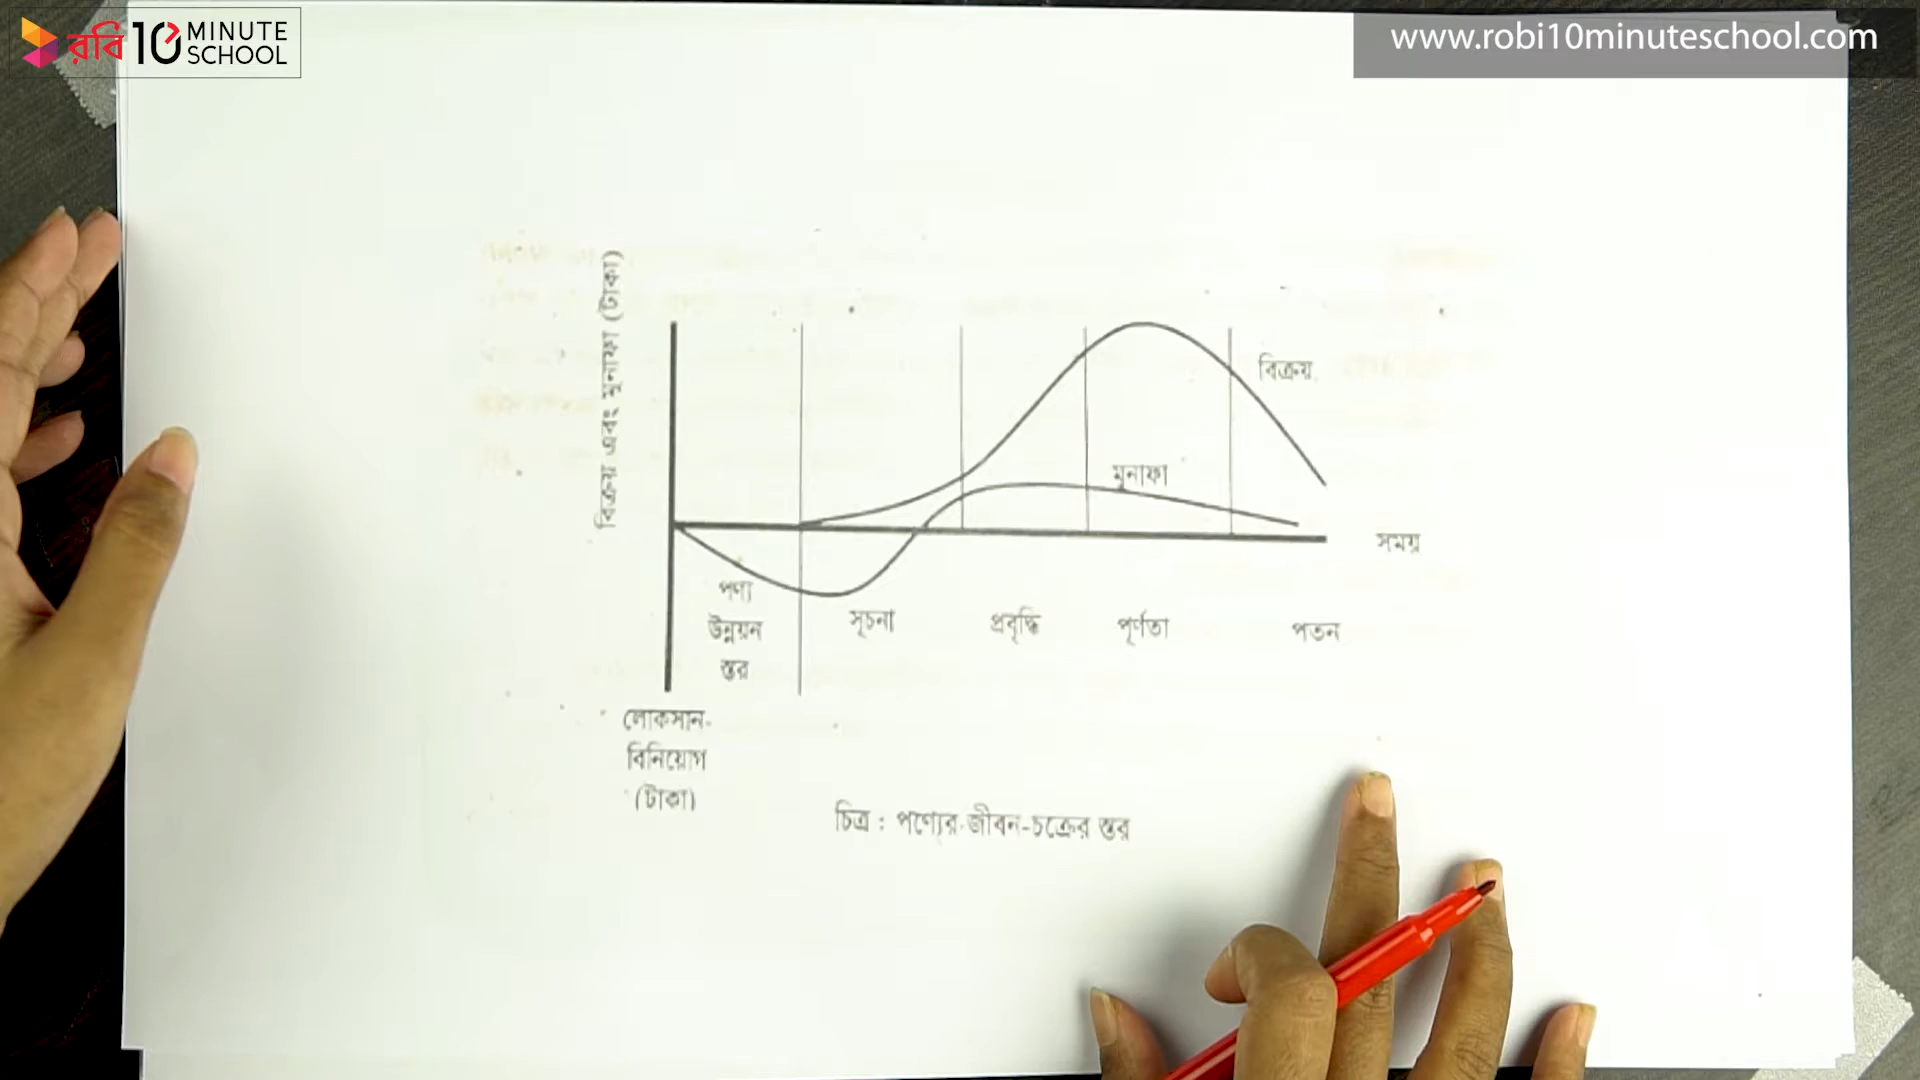 রবি 10 MINUTE SCHOOL
www.robi10minuteschool.com
বিক্রয় এবং মুনাফা (টাকা)
বিক্রয়
মুনাফা
সময়
পণ্য
উন্নয়ন
স্তর
সূচনা
প্রবৃদ্ধি
পূর্ণতা
পতন
লোকসান-
বিনিয়োগ
(টাকা)
চিত্র : পণ্যের জীবন-চক্রের স্তর